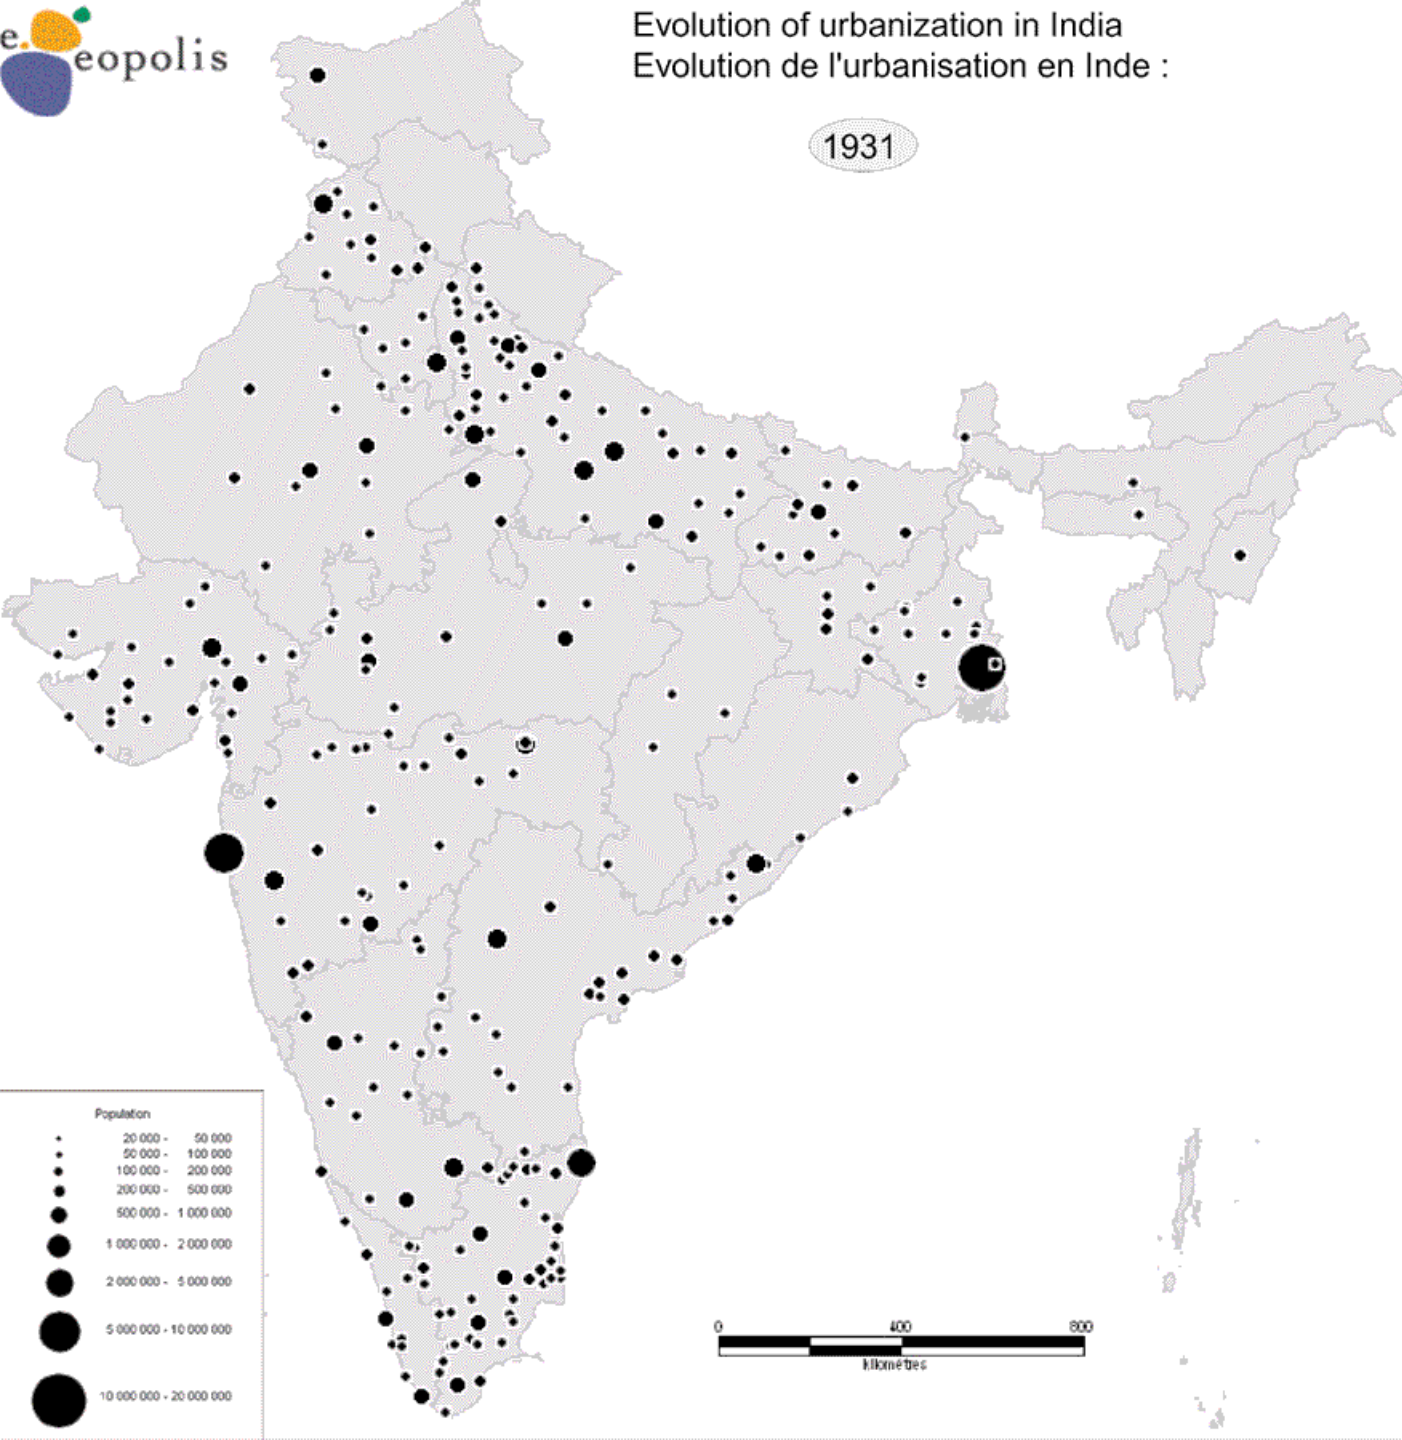 e.
eopolis
Evolution of urbanization in India
Evolution de l'urbanisation en Inde :
1931
Population
20 000 - 50 000
50 000 - 100 000
100 000 - 200 000
200 000 - 500 000
500 000 - 1 000 000
1 000 000 - 2 000 000
2 000 000 - 5 000 000
5 000 000 - 10 000 000
10 000 000 - 20 000 000
0 400 800
kilometres